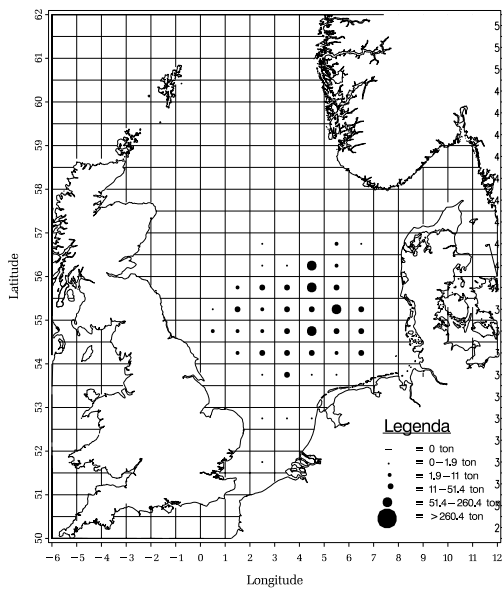 62
61
60
59
58
57
56
55
54
53
52
51
50
Latitude
Legenda
= 0 ton
= 0–1.9 ton
= 1.9–11 ton
= 11–51.4 ton
= 51.4–260.4 ton
= >260.4 ton
−6 −5 −4 −3 −2 −1 0 1 2 3 4 5 6 7 8 9 10 11 12
Longitude